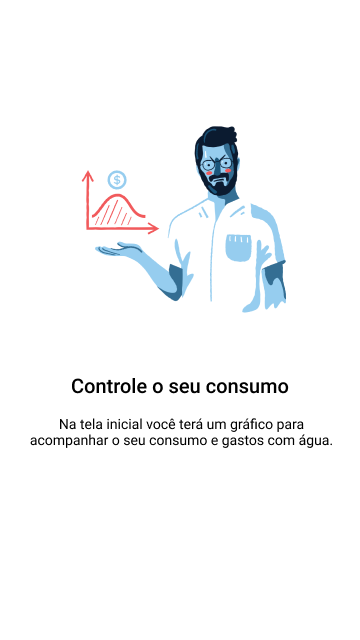 $
Controle o seu consumo
Na tela inicial você terá um gráfico para
acompanhar o seu consumo e gastos com água.